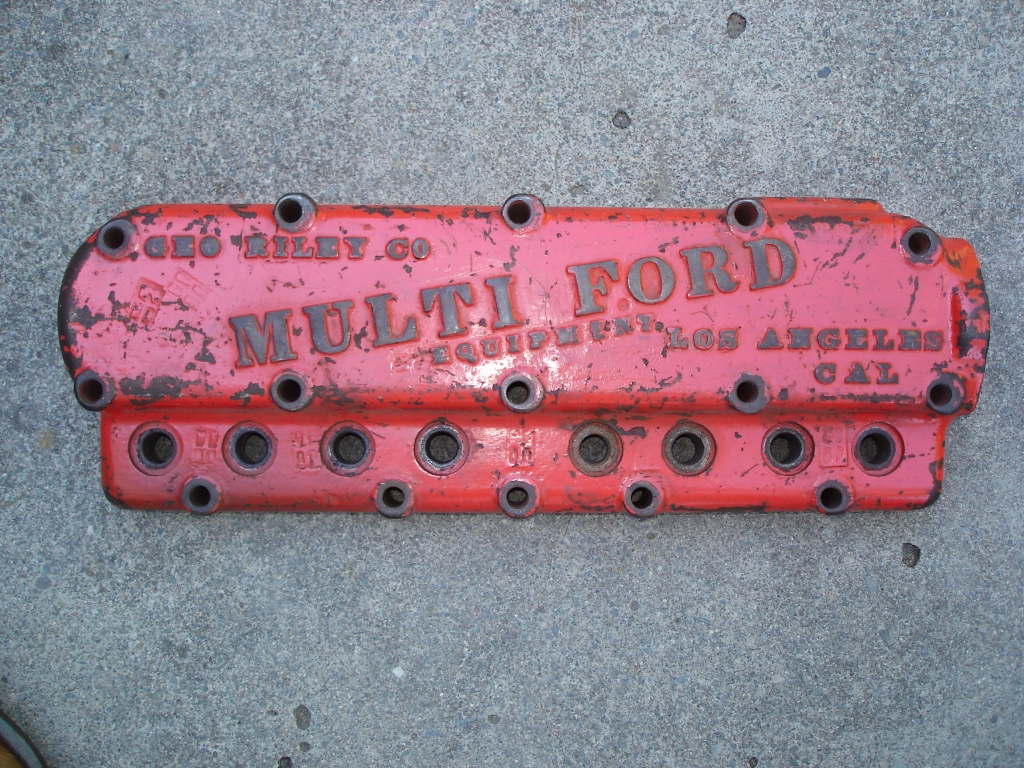 GEO RILEY CO
MULTI FORD
EQUIPMENT LOS ANGELES
CAL